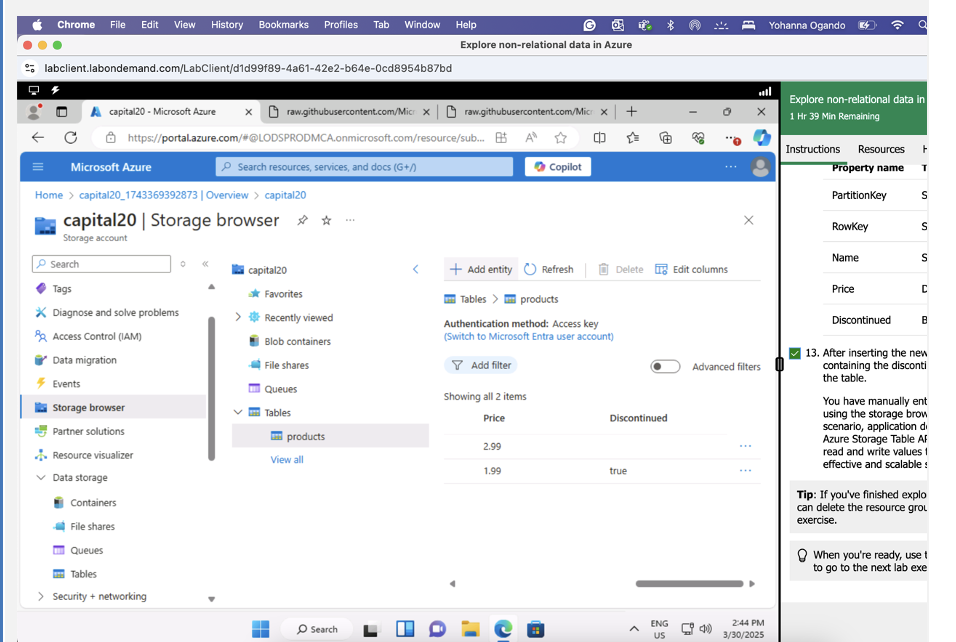 Chrome File Edit View History Bookmarks Profiles Tab Window Help Yohanna Ogando
Explore non-relational data in Azure
labclient.labondemand.com/LabClient/d1d99f89-4a61-42e2-b64e-0cd8954b87bd
capital20 - Microsoft Azure raw.githubusercontent.com/Micr raw.githubusercontent.com/Micr
https://portal.azure.com/#@LODSPRODMCA.onmicrosoft.com/resource/sub...
Microsoft Azure
Search resources, services, and docs (G+/)
Copilot
Home > capital20_1743369392873 | Overview > capital20
capital20 | Storage browser
Storage account
Search
Tags
Diagnose and solve problems
Access Control (IAM)
Data migration
Events
Storage browser
Partner solutions
Resource visualizer
Data storage
Containers
File shares
Queues
Tables
Security + networking
capital20
Favorites
Recently viewed
Blob containers
File shares
Queues
Tables
products
View all
Add entity Refresh Delete Edit columns
Tables > products
Authentication method: Access key
(Switch to Microsoft Entra user account)
Add filter
Advanced filters
Showing all 2 items
Price Discontinued
2.99
1.99 true
Explore non-relational data in
1 Hr 39 Min Remaining
Instructions Resources H
Property name T
PartitionKey S
RowKey S
Name S
Price D
Discontinued B
13. After inserting the new
containing the disconti
the table.
You have manually ent
using the storage brow
scenario, application d
Azure Storage Table AP
read and write values t
effective and scalable s
Tip: If you've finished explo
can delete the resource grou
exercise.
When you're ready, use t
to go to the next lab exe
Search
ENG
US
2:44 PM
3/30/2025